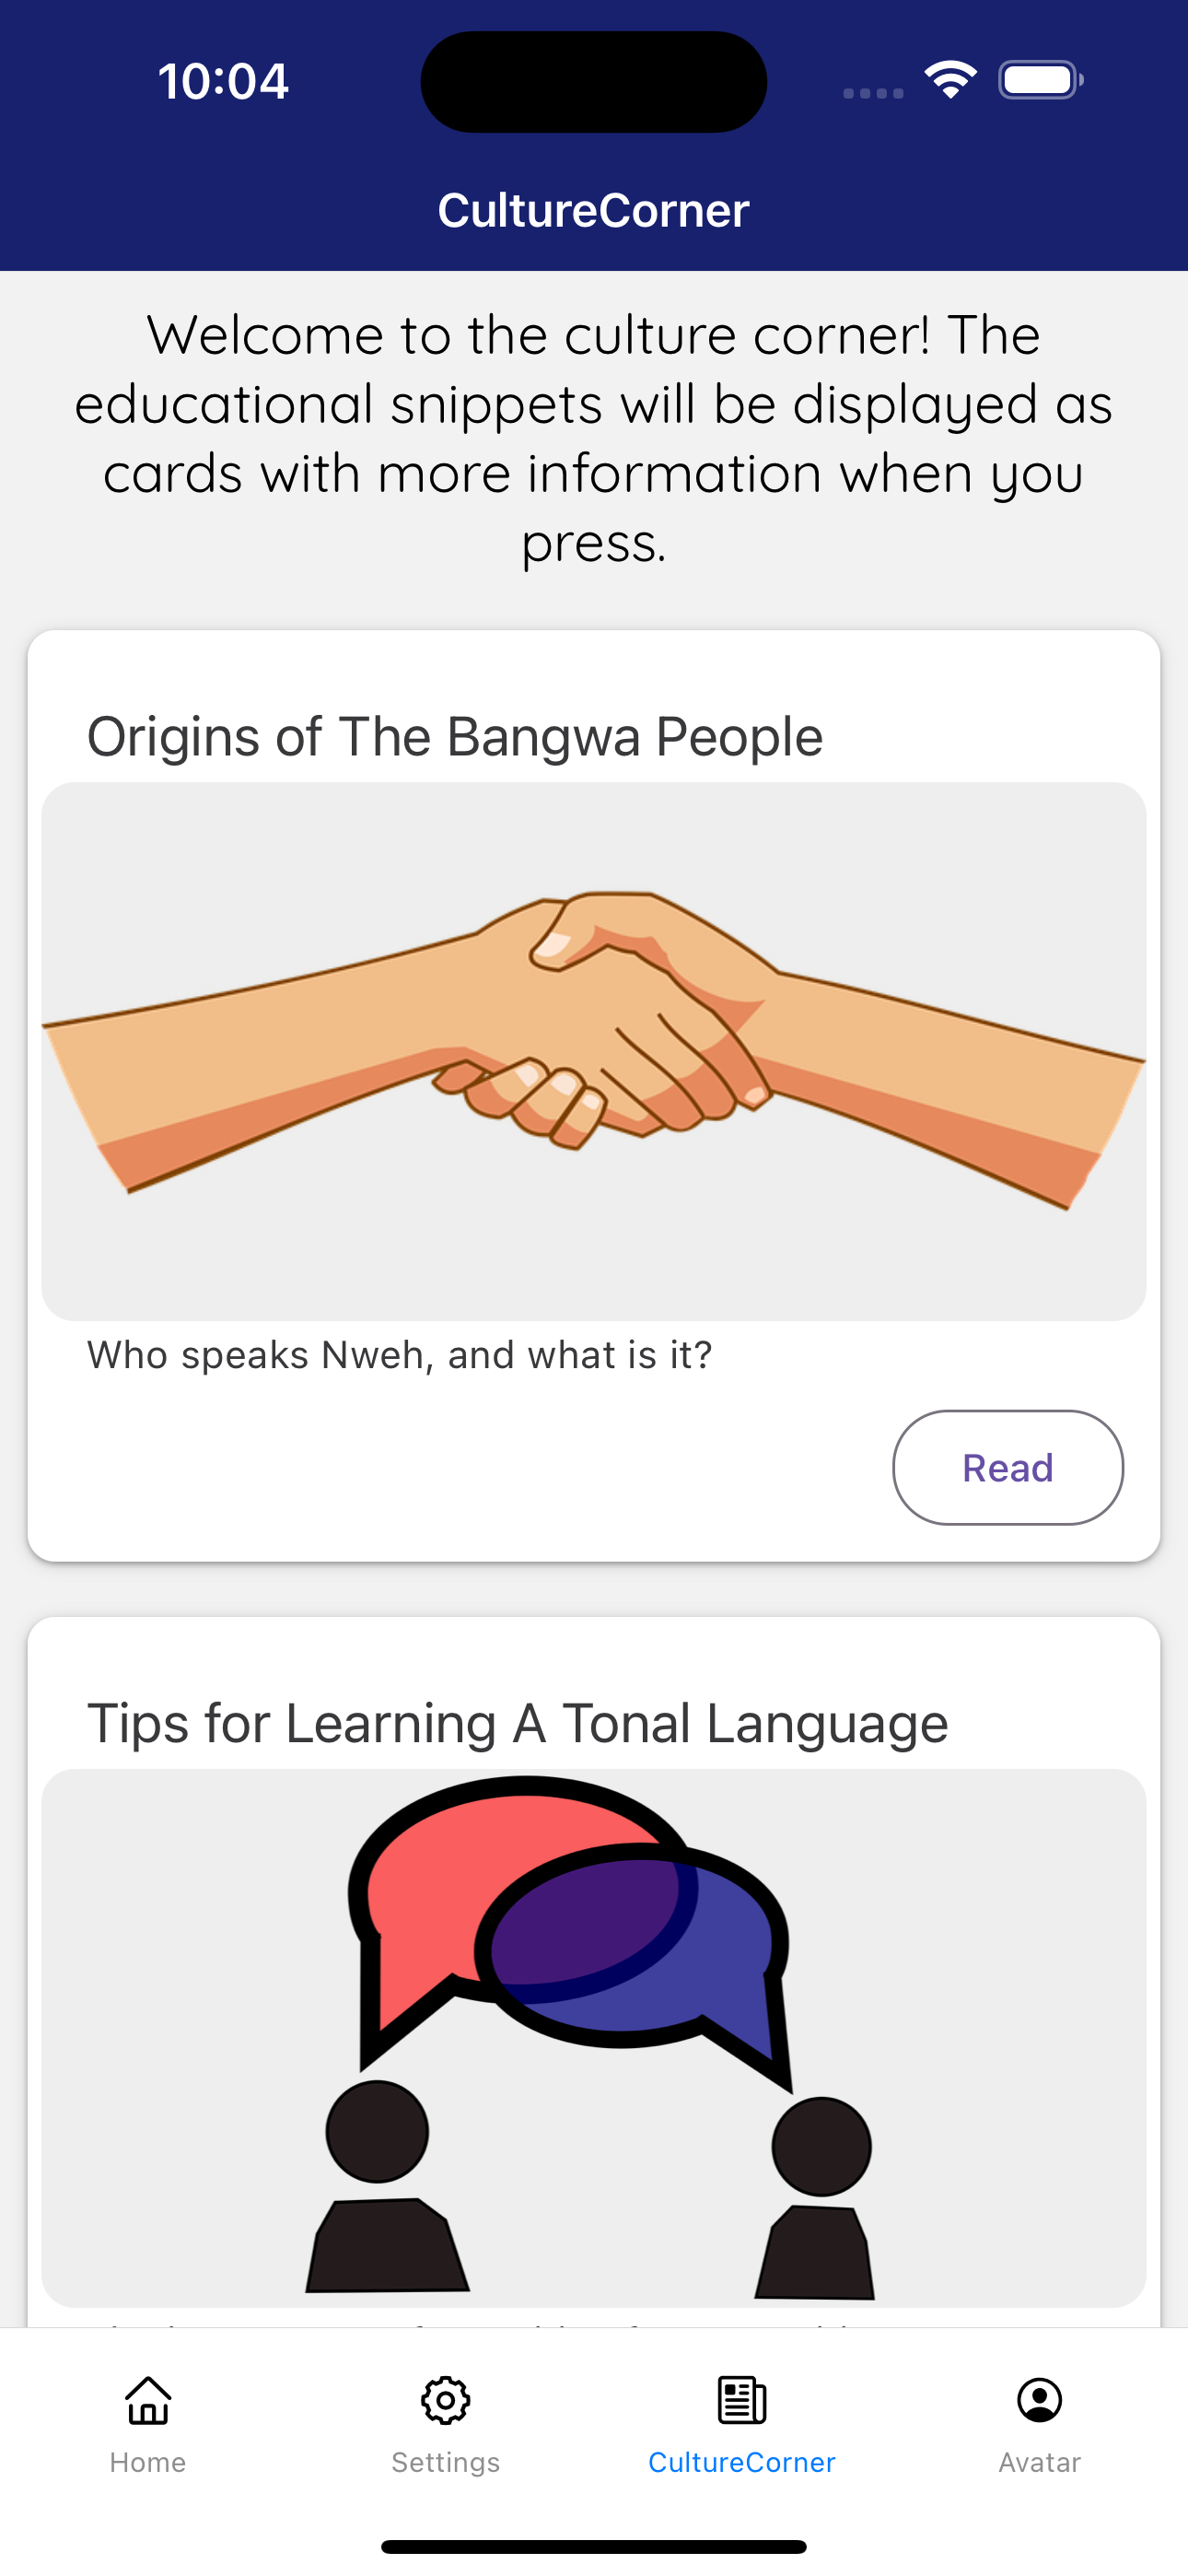 10:04
CultureCorner
Welcome to the culture corner! The
educational snippets will be displayed as
cards with more information when you
press.
Origins of The Bangwa People
Who speaks Nweh, and what is it?
Read
Tips for Learning A Tonal Language
Home
Settings
CultureCorner
Avatar